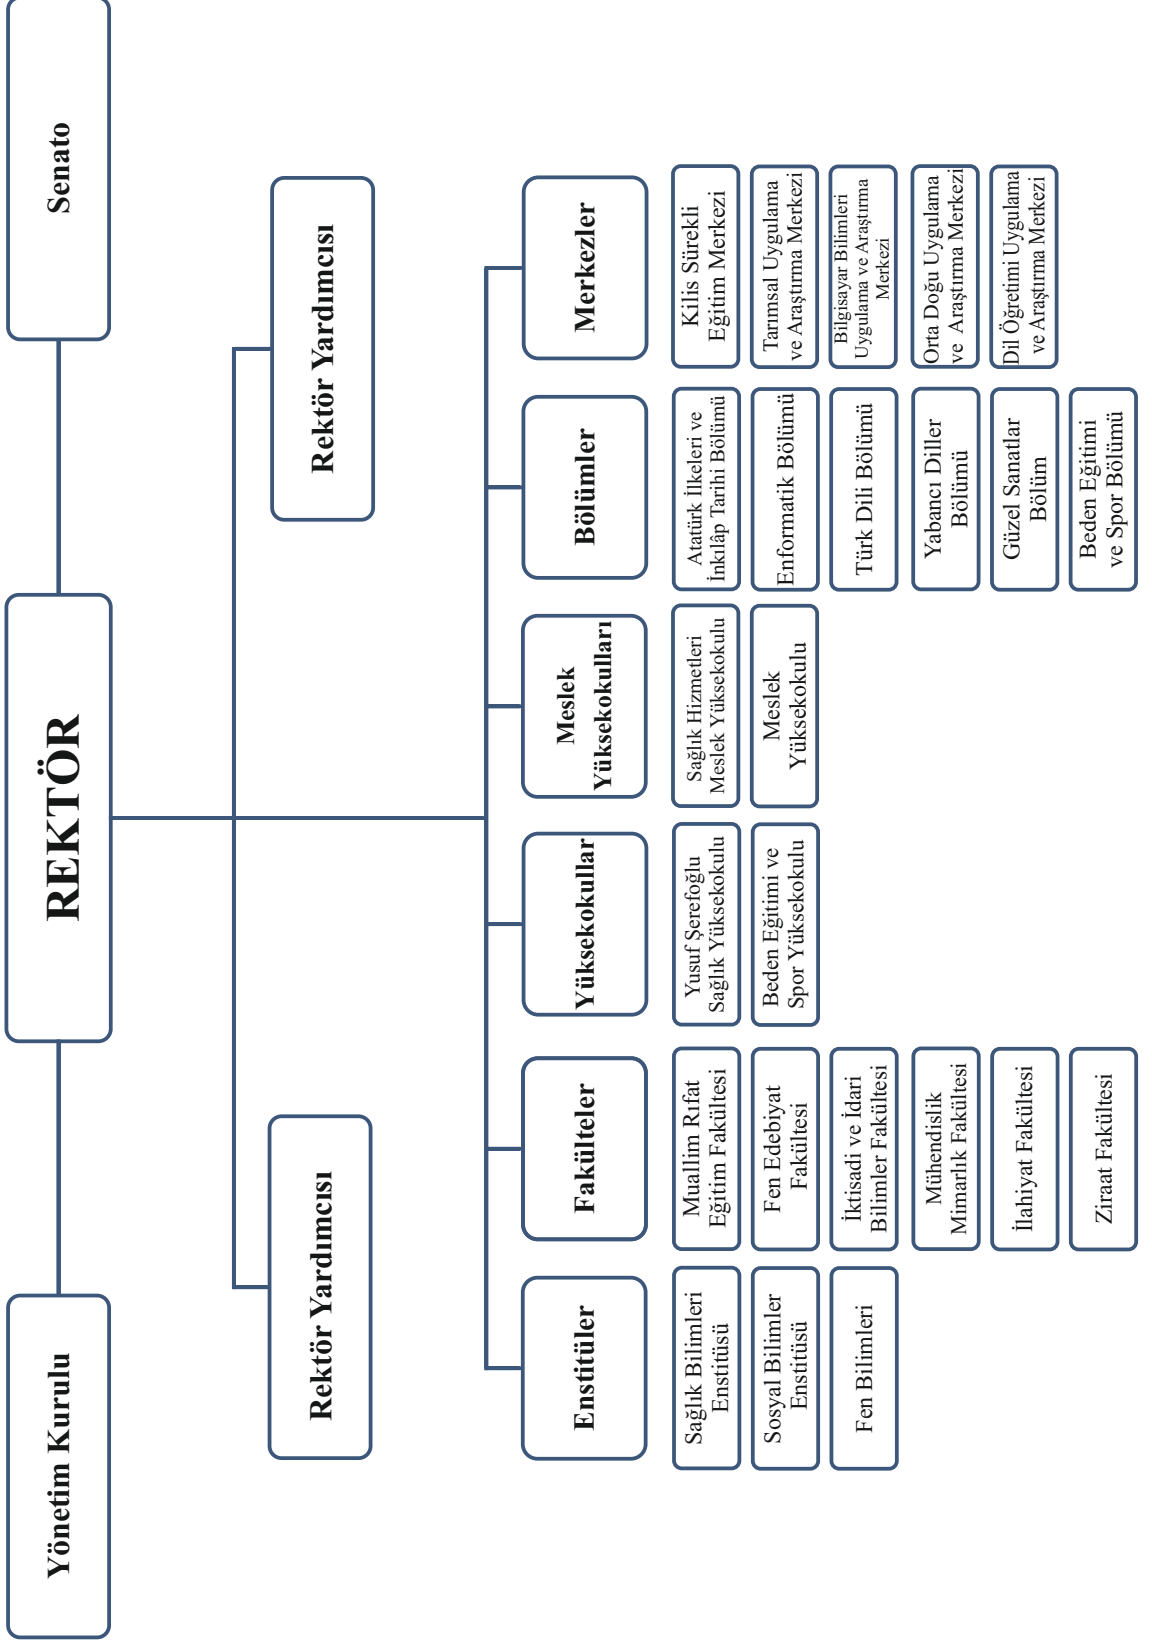 Yönetim Kurulu
REKTÖR
Senato
Rektör Yardımcısı
Rektör Yardımcısı
Enstitüler
Sağlık Bilimleri
Enstitüsü
Sosyal Bilimler
Enstitüsü
Fen Bilimleri
Fakülteler
Muallim Rıfat
Eğitim Fakültesi
Fen Edebiyat
Fakültesi
İktisadi ve İdari
Bilimler Fakültesi
Mühendislik
Mimarlık Fakültesi
İlahiyat Fakültesi
Ziraat Fakültesi
Yüksekokullar
Yusuf Şerefoğlu
Sağlık Yüksekokulu
Beden Eğitimi ve
Spor Yüksekokulu
Meslek
Yüksekokulları
Sağlık Hizmetleri
Meslek Yüksekokulu
Meslek
Yüksekokulu
Bölümler
Atatürk İlkeleri ve
İnkılâp Tarihi Bölümü
Enformatik Bölümü
Türk Dili Bölümü
Yabancı Diller
Bölümü
Güzel Sanatlar
Bölüm
Beden Eğitimi
ve Spor Bölümü
Merkezler
Kilis Sürekli
Eğitim Merkezi
Tarımsal Uygulama
ve Araştırma Merkezi
Bilgisayar Bilimleri
Uygulama ve Araştırma
Merkezi
Orta Doğu Uygulama
ve Araştırma Merkezi
Dil Öğretimi Uygulama
ve Araştırma Merkezi